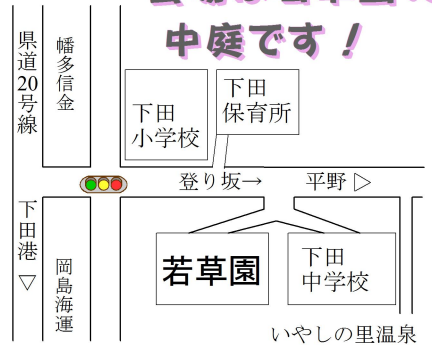 中庭です！
県道20号線
幡多信金
下田
小学校
下田
保育所
登り坂→
平野 ▷
下田港 ▽
岡島海運
若草園
下田
中学校
いやしの里温泉